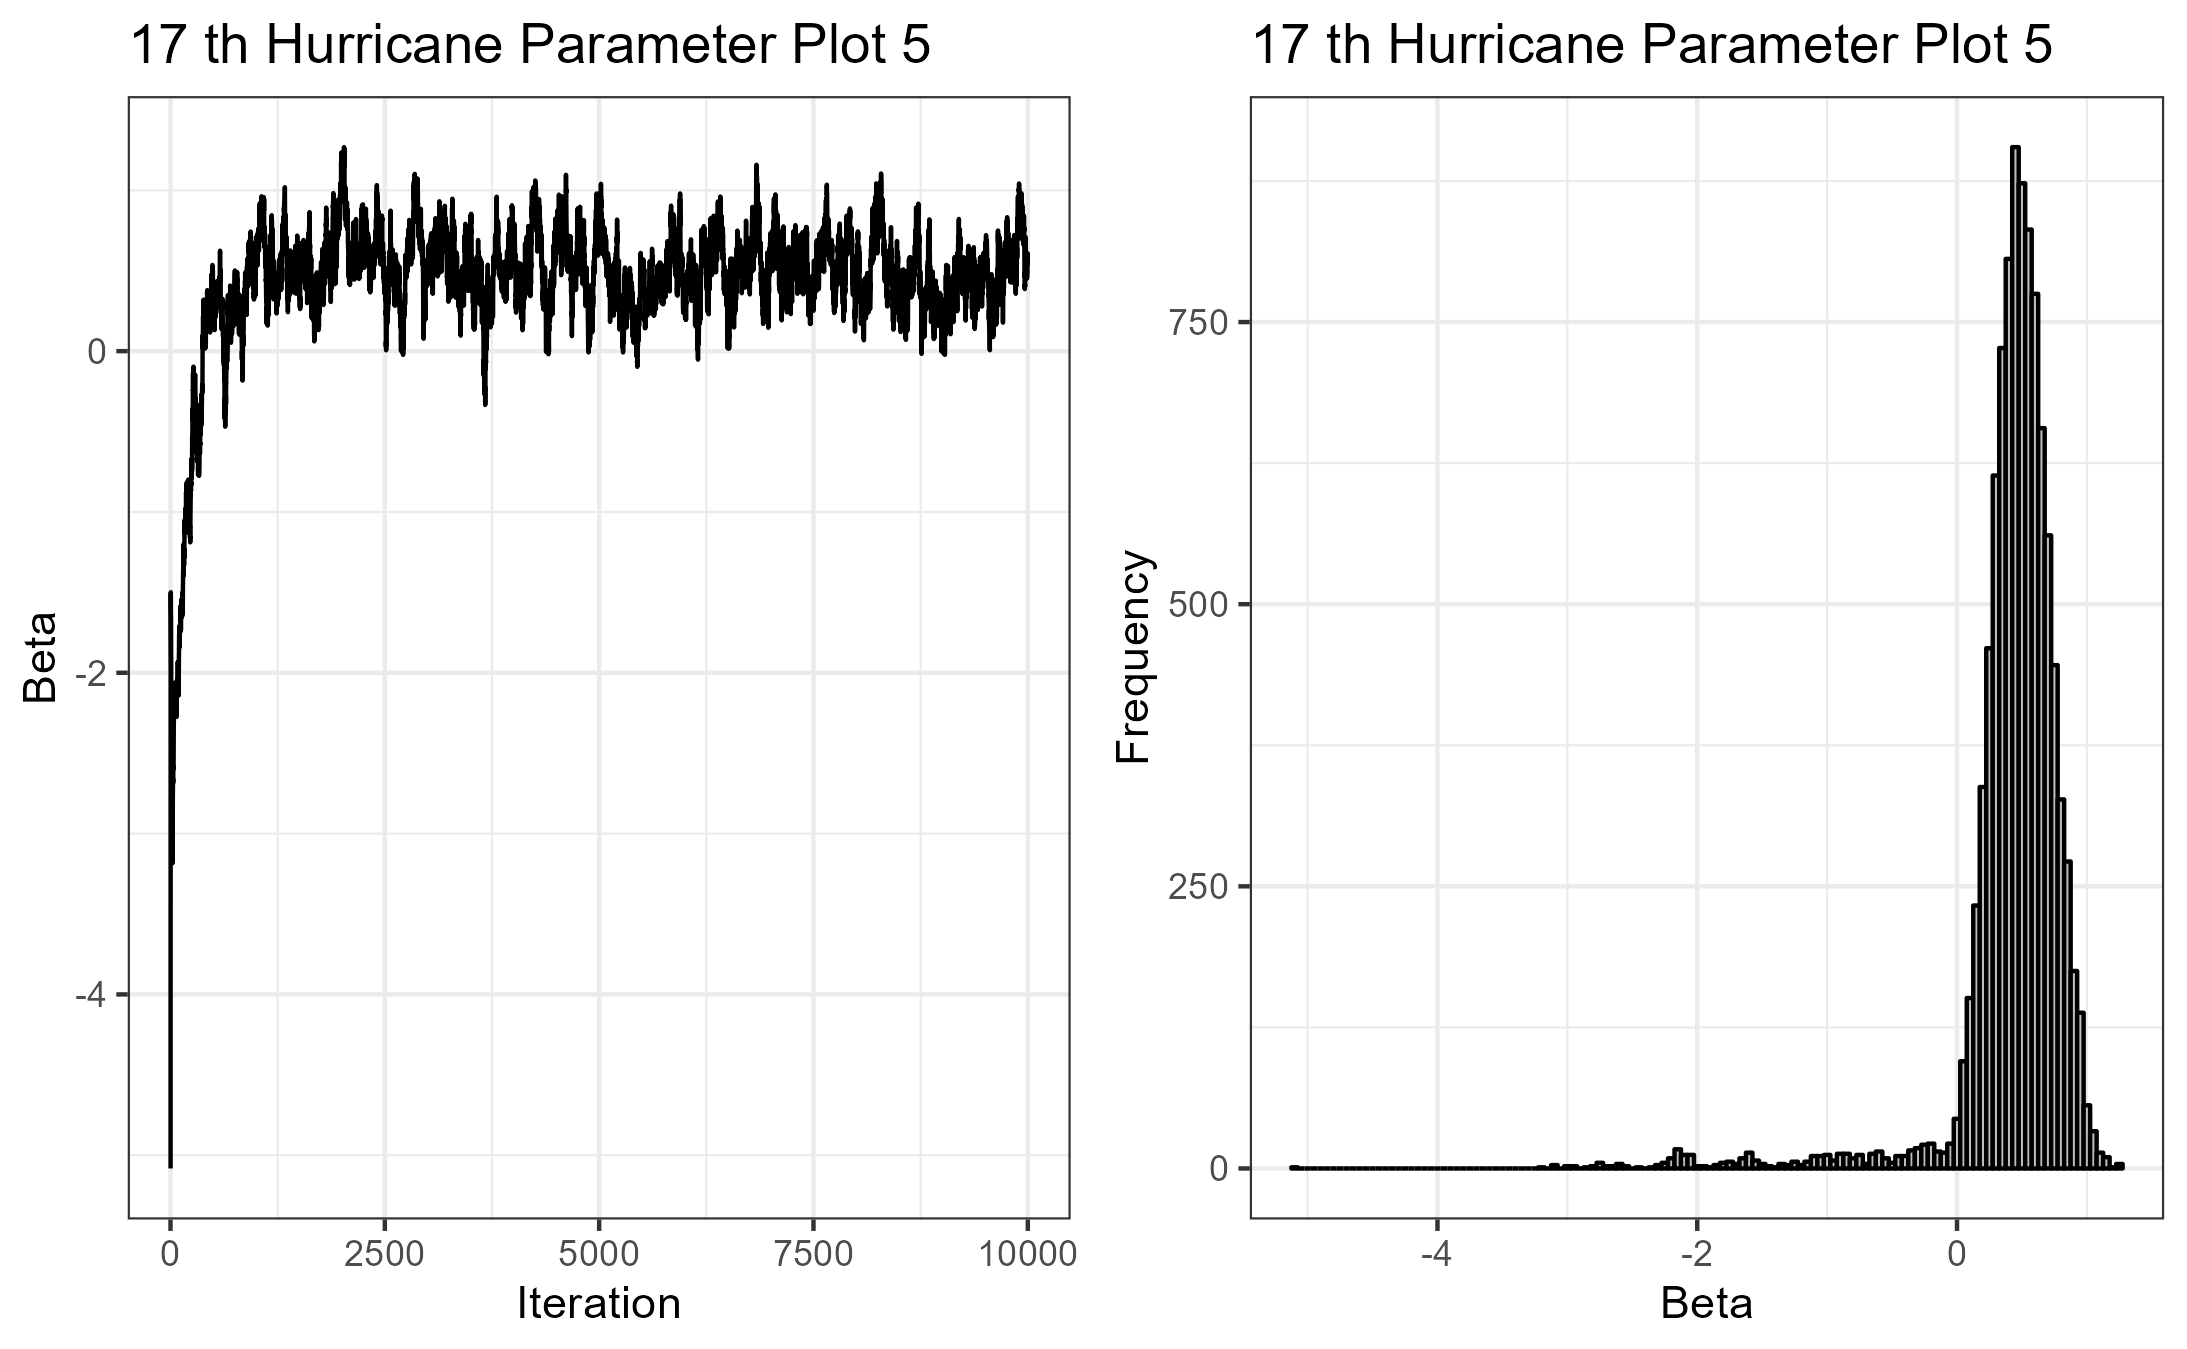 17 th Hurricane Parameter Plot 5
Beta
0
-2
-4
0 2500 5000 7500 10000
Iteration
17 th Hurricane Parameter Plot 5
Frequency
750
500
250
0
-4 -2 0
Beta